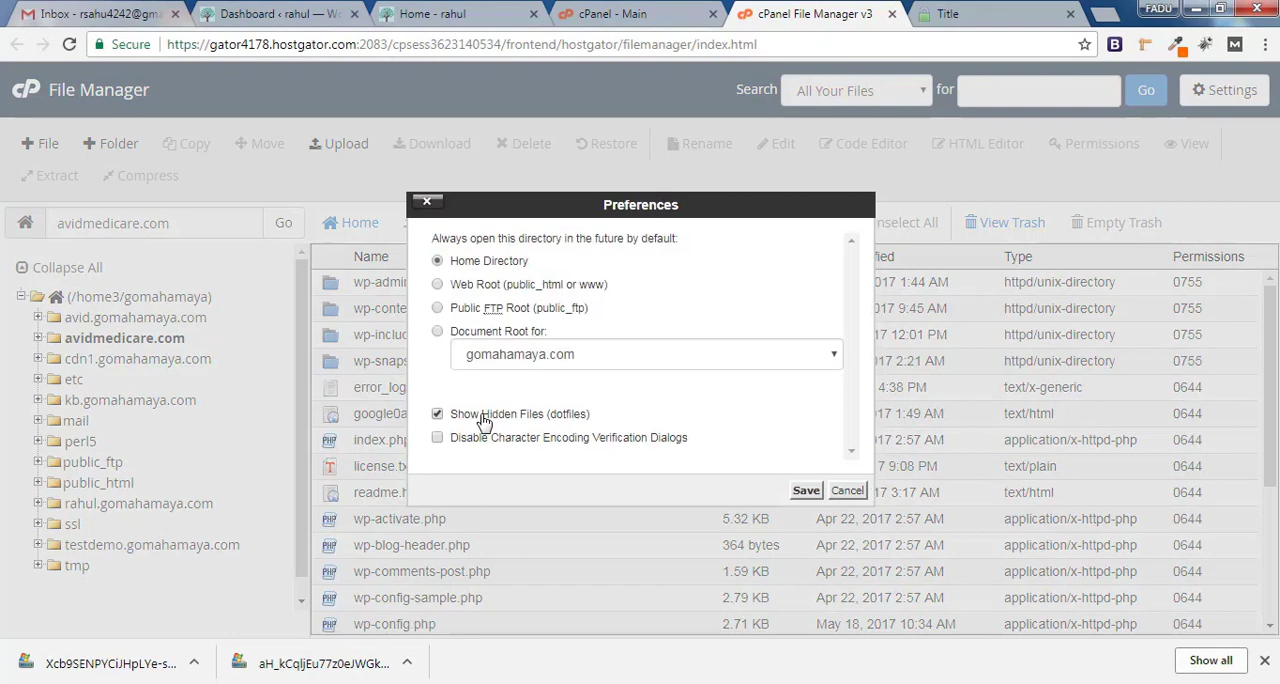 Inbox - rsahu4242@gma
Dashboard ‹ rahul — W
Home - rahul
cPanel - Main
cPanel File Manager v3
Title
FADU
Secure
https://gator4178.hostgator.com:2083/cpsess3623140534/frontend/hostgator/filemanager/index.html
cP File Manager
Search All Your Files for Go Settings
File Folder Copy Move Upload Download Delete Restore Rename Edit Code Editor HTML Editor Permissions View
Extract Compress
avidmedicare.com Go
Home
nselect All View Trash Empty Trash
Collapse All
(/home3/gomahamaya)
avid.gomahamaya.com
avidmedicare.com
cdn1.gomahamaya.com
etc
kb.gomahamaya.com
mail
perl5
public_ftp
public_html
rahul.gomahamaya.com
ssl
testdemo.gomahamaya.com
tmp
Preferences
Always open this directory in the future by default:
Home Directory
Web Root (public_html or www)
Public FTP Root (public_ftp)
Document Root for:
gomahamaya.com
Show Hidden Files (dotfiles)
Disable Character Encoding Verification Dialogs
Save Cancel
Name fied Type Permissions
wp-admi 2017 1:44 AM httpd/unix-directory 0755
wp-conte 2017 9:45 AM httpd/unix-directory 0755
wp-inclu 2017 12:01 PM httpd/unix-directory 0755
wp-snaps 2017 2:21 AM httpd/unix-directory 0755
error_log 4:38 PM text/x-generic 0644
google0a 2017 1:49 AM text/html 0644
index.php 2017 2:57 AM application/x-httpd-php 0644
license.tx 2017 9:08 PM text/plain 0644
readme.h 2017 3:17 AM text/html 0644
wp-activate.php 5.32 KB Apr 22, 2017 2:57 AM application/x-httpd-php 0644
wp-blog-header.php 364 bytes Apr 22, 2017 2:57 AM application/x-httpd-php 0644
wp-comments-post.php 1.59 KB Apr 22, 2017 2:57 AM application/x-httpd-php 0644
wp-config-sample.php 2.79 KB Apr 22, 2017 2:57 AM application/x-httpd-php 0644
wp-config.php 2.71 KB May 18, 2017 10:34 AM application/x-httpd-php 0644
Xcb9SENPYCiJHpLYe-s...
aH_kCqljEu77z0eJWGk...
Show all